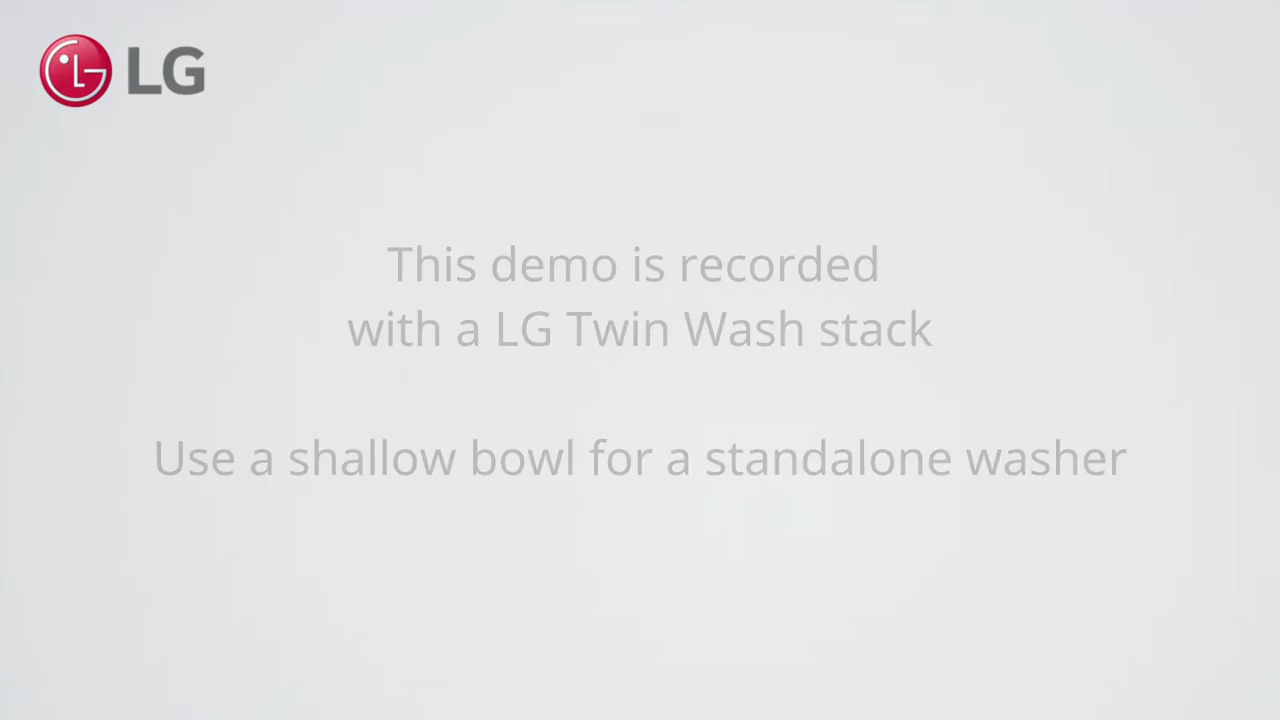 LG
This demo is recorded
with a LG Twin Wash stack
Use a shallow bowl for a standalone washer